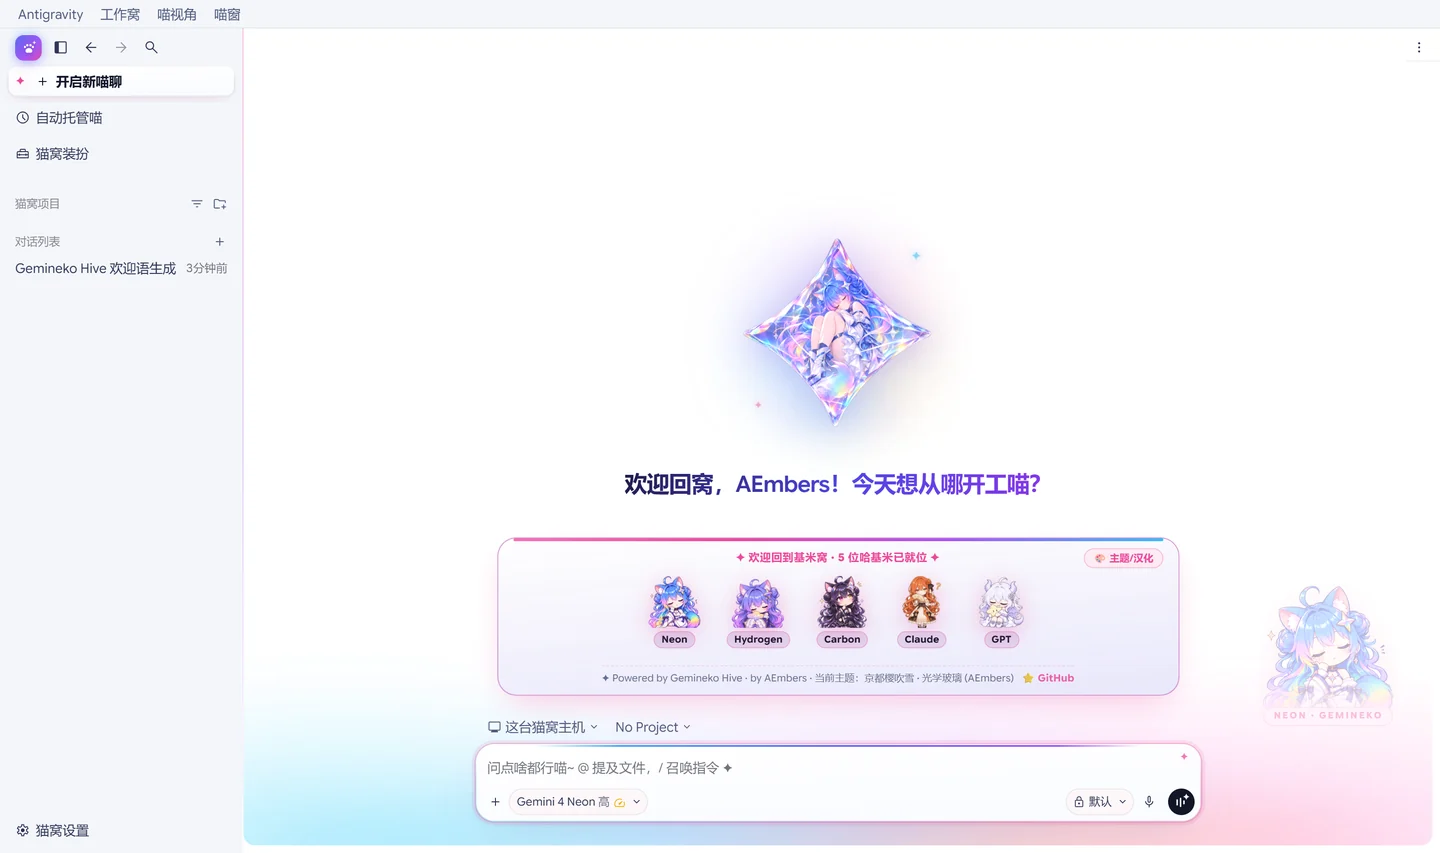 Antigravity 工作窝 喵视角 喵窗
开启新喵聊
自动托管喵
猫窝装扮
猫窝项目
对话列表
Gemineko Hive 欢迎语生成 3分钟前
猫窝设置
欢迎回窝，AEmbers！今天想从哪开工喵？
✦ 欢迎回到基米窝 · 5 位哈基米已就位 ✦
主题/汉化
Neon Hydrogen Carbon Claude GPT
✦ Powered by Gemineko Hive · by AEmbers · 当前主题：京都樱吹雪 · 光学玻璃 (AEmbers) ⭐ GitHub
NEON · GEMINEKO
这台猫窝主机 No Project
问点啥都行喵~ @ 提及文件，/ 召唤指令 ✦
Gemini 4 Neon 高 默认